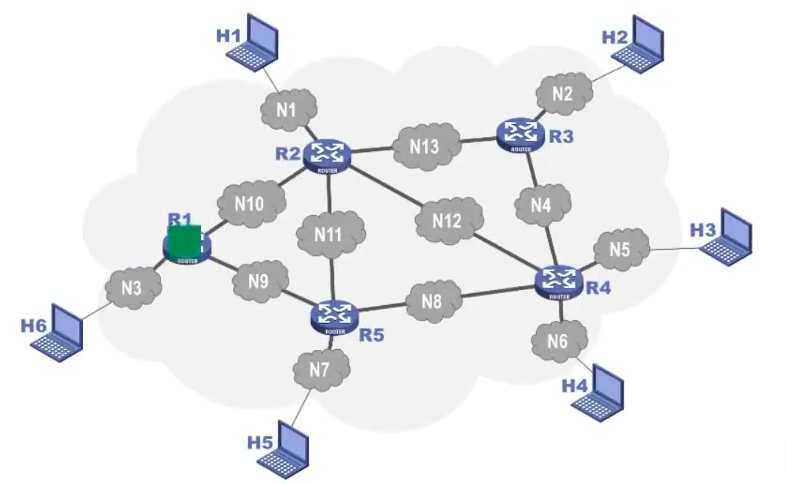 H1
H2
N1
N2
R2
N13
R3
R1
N10
N11
N12
N4
H3
N5
ROUTER
ROUTER
ROUTER
N3
N9
N8
R4
ROUTER
H6
R5
ROUTER
N7
N6
H4
H5